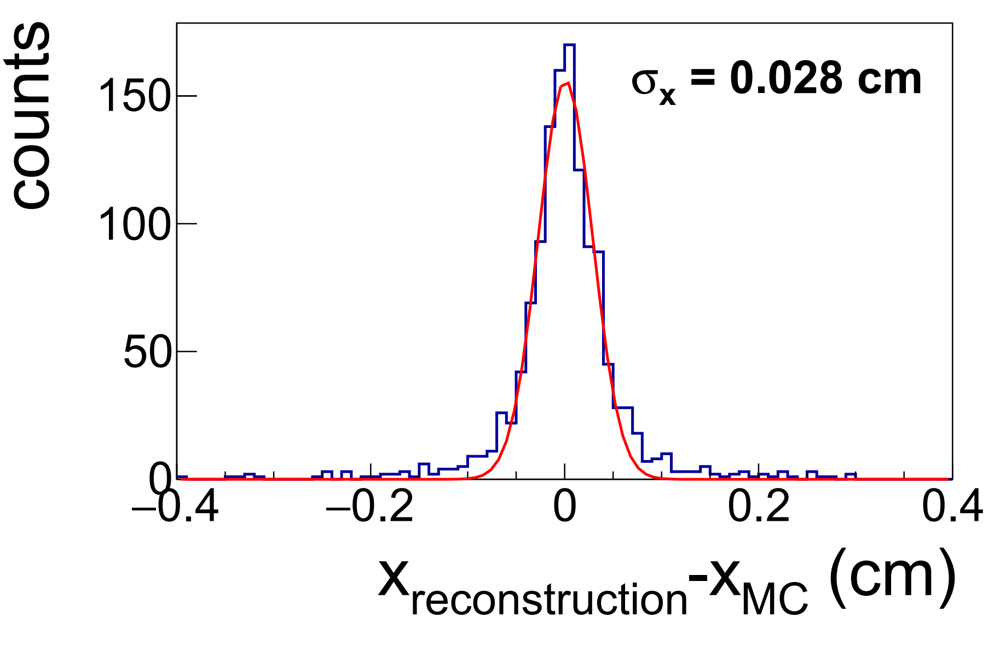 counts
σx = 0.028 cm
150
100
50
0
–0.4 –0.2 0 0.2 0.4
xreconstruction-xMC (cm)